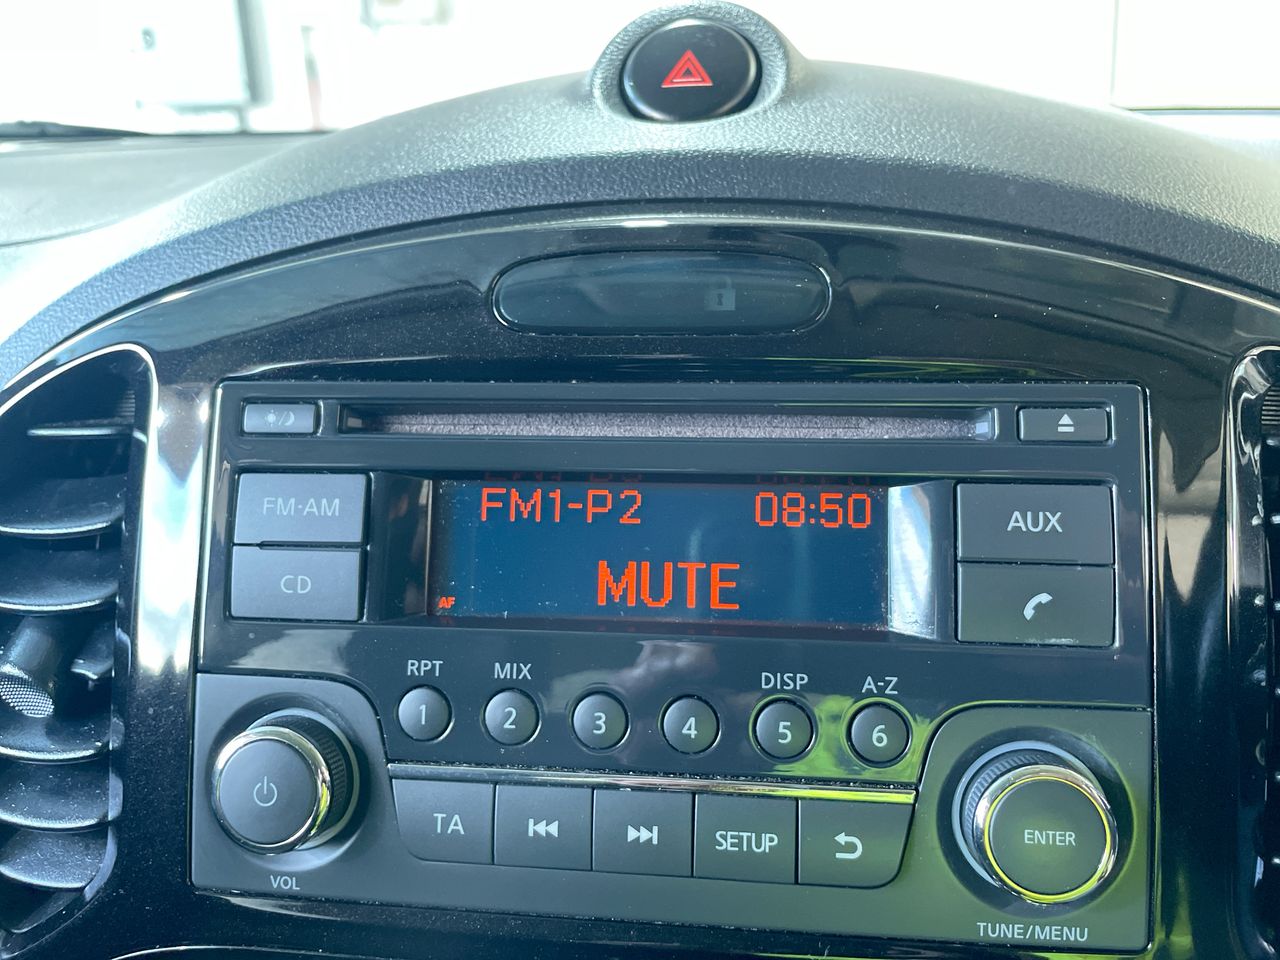 FM·AM
CD
FM1-P2 08:50
MUTE
AF
AUX
RPT MIX DISP A-Z
1 2 3 4 5 6
TA SETUP
VOL
ENTER
TUNE/MENU